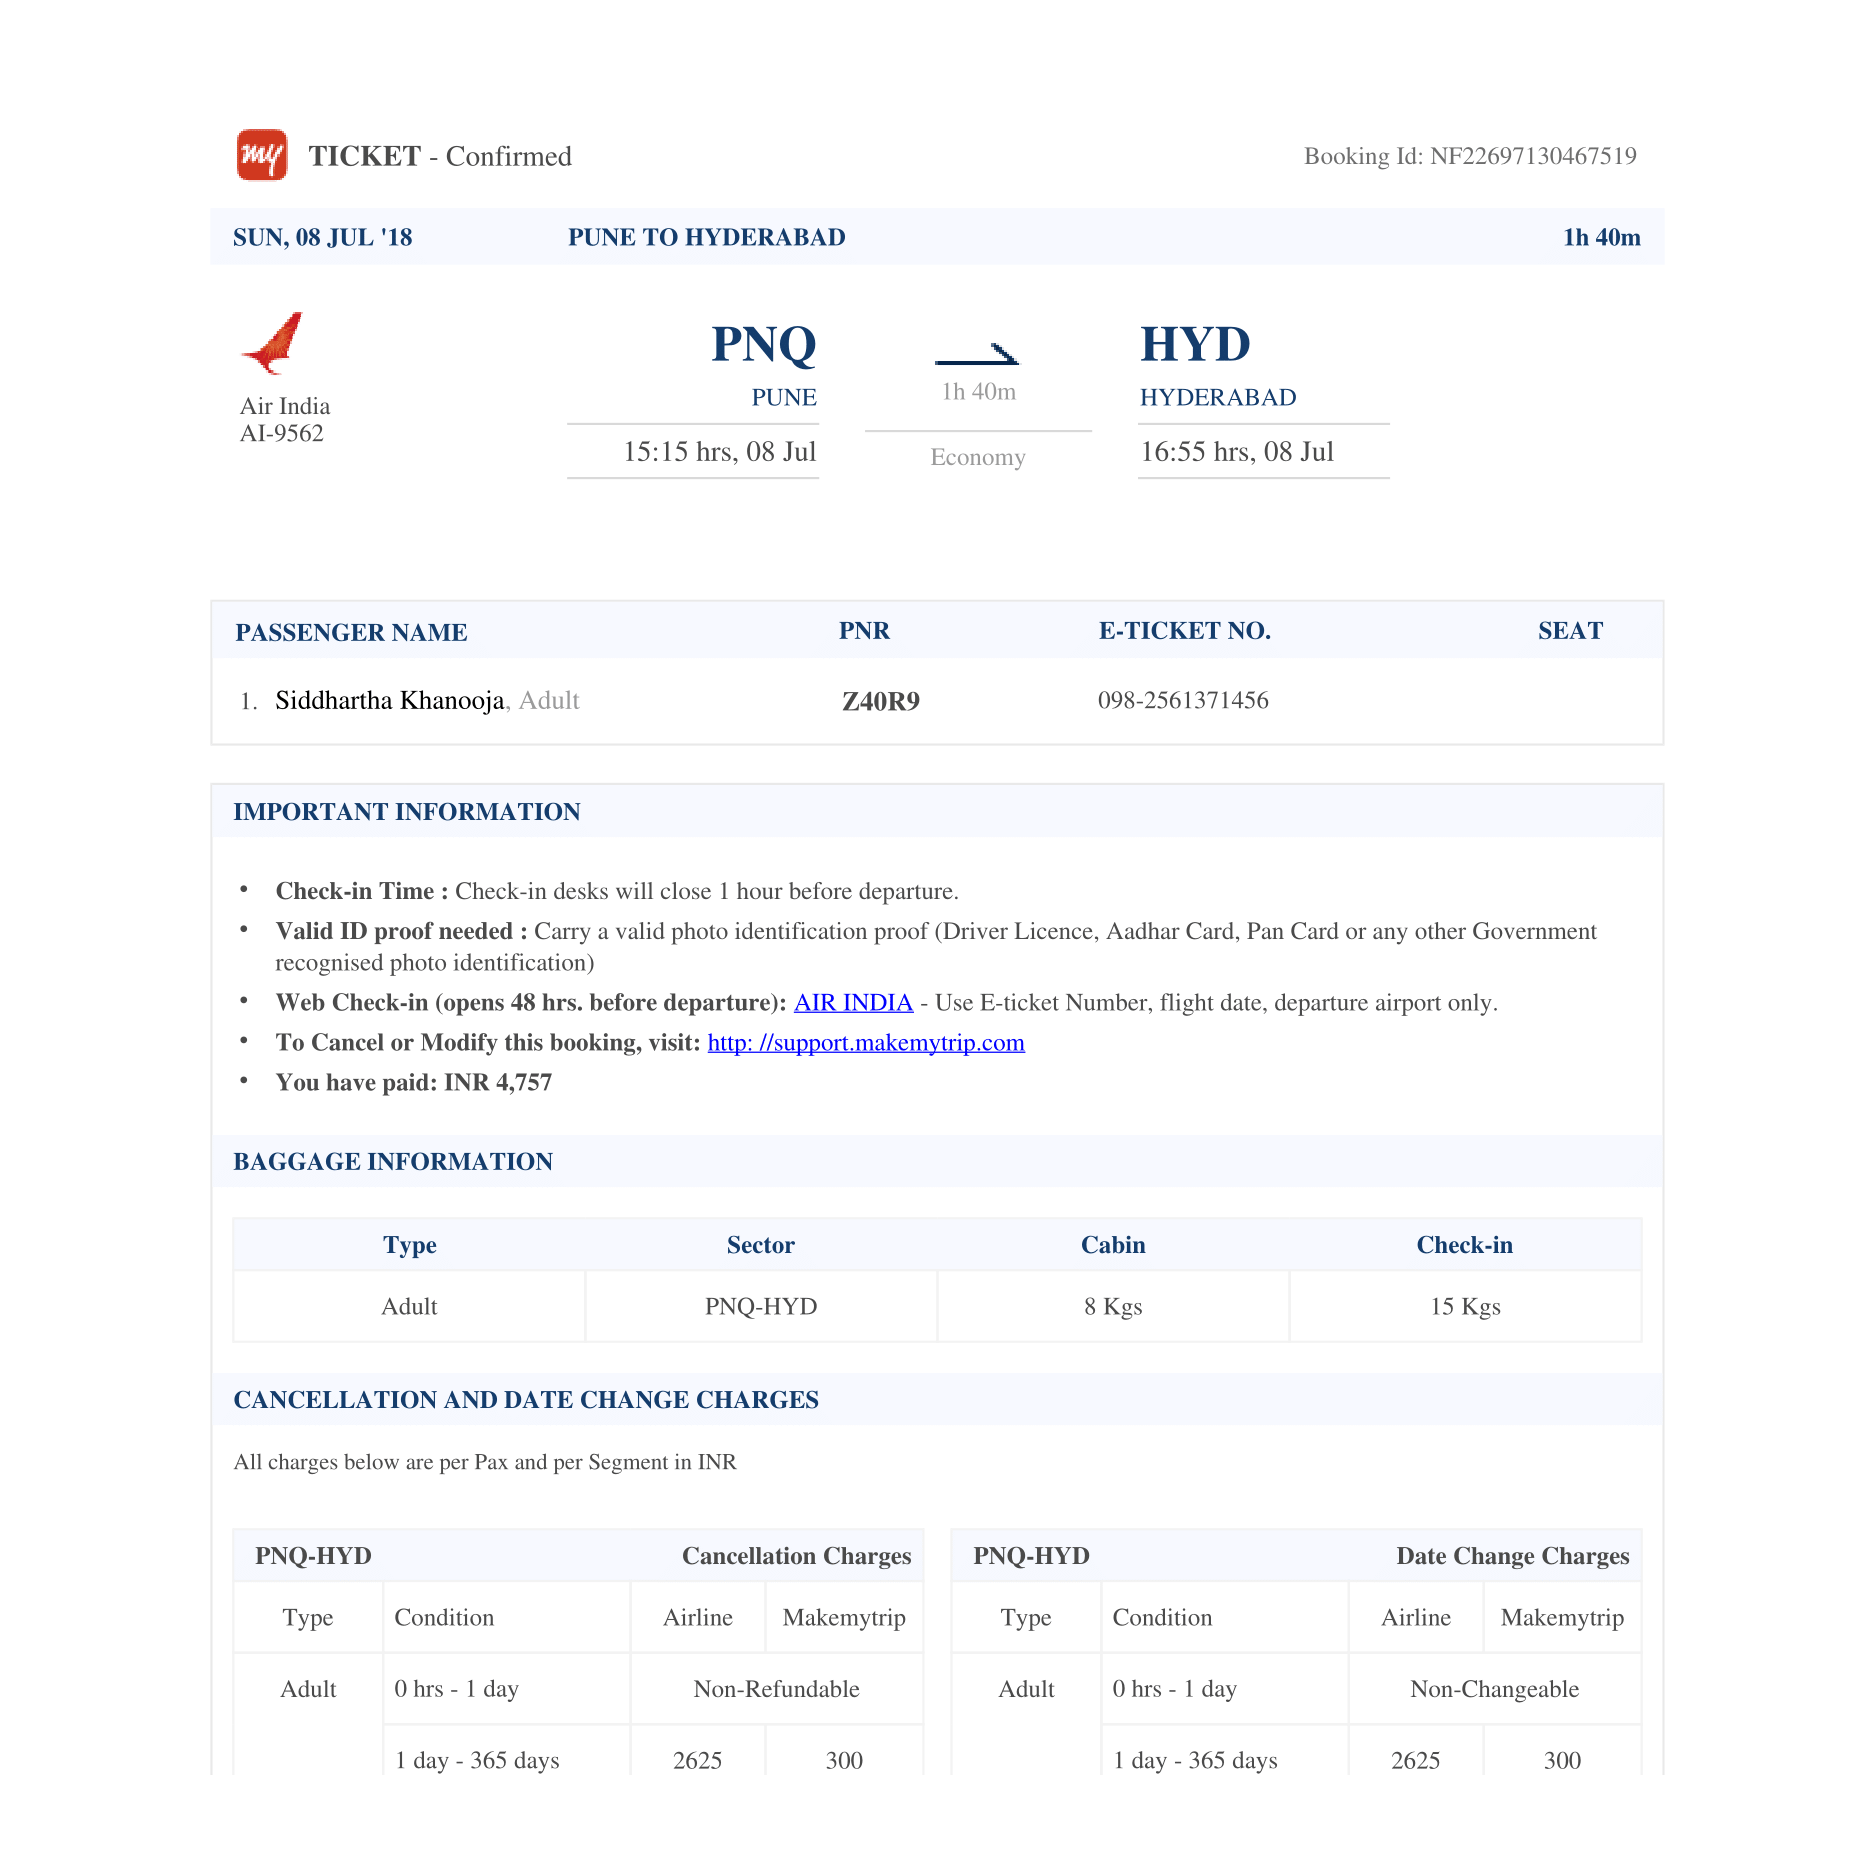 my TICKET - Confirmed Booking Id: NF22697130467519
SUN, 08 JUL '18 PUNE TO HYDERABAD 1h 40m
PNQ HYD
PUNE 1h 40m HYDERABAD
Air India
AI-9562
15:15 hrs, 08 Jul Economy 16:55 hrs, 08 Jul
PASSENGER NAME PNR E-TICKET NO. SEAT
1. Siddhartha Khanooja, Adult Z40R9 098-2561371456
IMPORTANT INFORMATION
• Check-in Time : Check-in desks will close 1 hour before departure.
• Valid ID proof needed : Carry a valid photo identification proof (Driver Licence, Aadhar Card, Pan Card or any other Government
recognised photo identification)
• Web Check-in (opens 48 hrs. before departure): AIR INDIA - Use E-ticket Number, flight date, departure airport only.
• To Cancel or Modify this booking, visit: http: //support.makemytrip.com
• You have paid: INR 4,757
BAGGAGE INFORMATION
Type Sector Cabin Check-in
Adult PNQ-HYD 8 Kgs 15 Kgs
CANCELLATION AND DATE CHANGE CHARGES
All charges below are per Pax and per Segment in INR
PNQ-HYD Cancellation Charges PNQ-HYD Date Change Charges
Type Condition Airline Makemytrip Type Condition Airline Makemytrip
Adult 0 hrs - 1 day Non-Refundable Adult 0 hrs - 1 day Non-Changeable
1 day - 365 days 2625 300 1 day - 365 days 2625 300